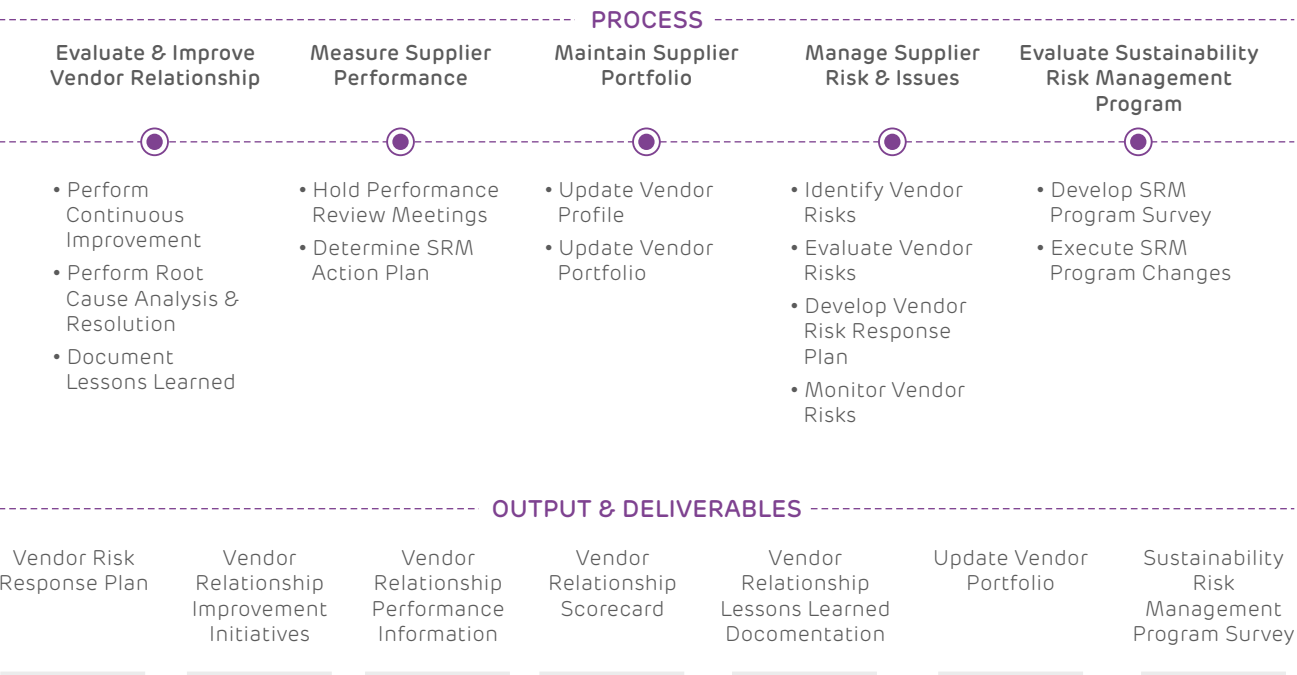 PROCESS
Evaluate & Improve
Vendor Relationship
Measure Supplier
Performance
Maintain Supplier
Portfolio
Manage Supplier
Risk & Issues
Evaluate Sustainability
Risk Management
Program
• Perform
Continuous
Improvement
• Perform Root
Cause Analysis &
Resolution
• Document
Lessons Learned
• Hold Performance
Review Meetings
• Determine SRM
Action Plan
• Update Vendor
Profile
• Update Vendor
Portfolio
• Identify Vendor
Risks
• Evaluate Vendor
Risks
• Develop Vendor
Risk Response
Plan
• Monitor Vendor
Risks
• Develop SRM
Program Survey
• Execute SRM
Program Changes
OUTPUT & DELIVERABLES
Vendor Risk
Response Plan
Vendor
Relationship
Improvement
Initiatives
Vendor
Relationship
Performance
Information
Vendor
Relationship
Scorecard
Vendor
Relationship
Lessons Learned
Docomentation
Update Vendor
Portfolio
Sustainability
Risk
Management
Program Survey